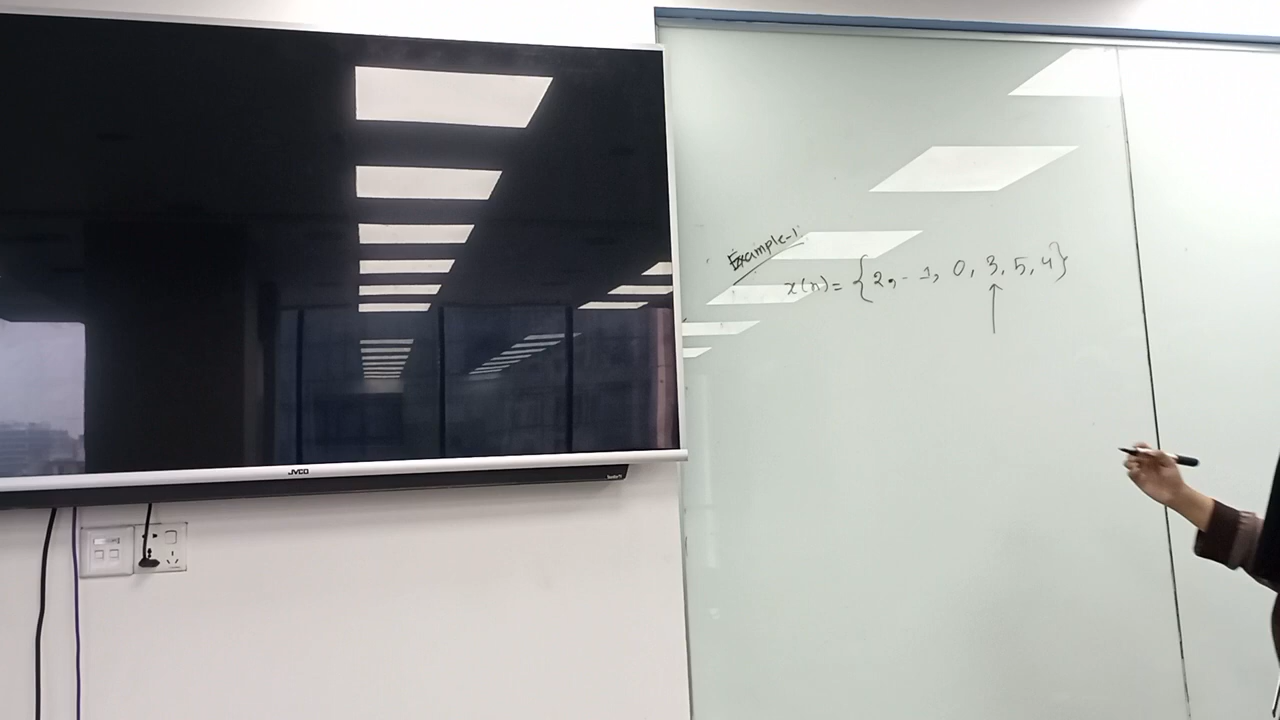 Example-1:
x(n) = {2, -1, 0, 3, 5, 4}
↑
JVCO